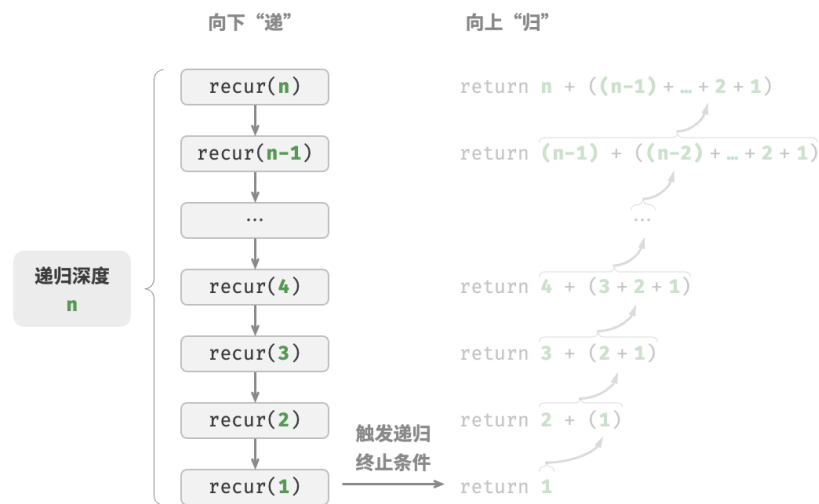 向下“递”
向上“归”
recur(n)
return n + ((n-1) + … + 2 + 1)
recur(n-1)
return (n-1) + ((n-2) + … + 2 + 1)
…
…
递归深度
n
recur(4)
return 4 + (3 + 2 + 1)
recur(3)
return 3 + (2 + 1)
recur(2)
return 2 + (1)
触发递归
终止条件
recur(1)
return 1